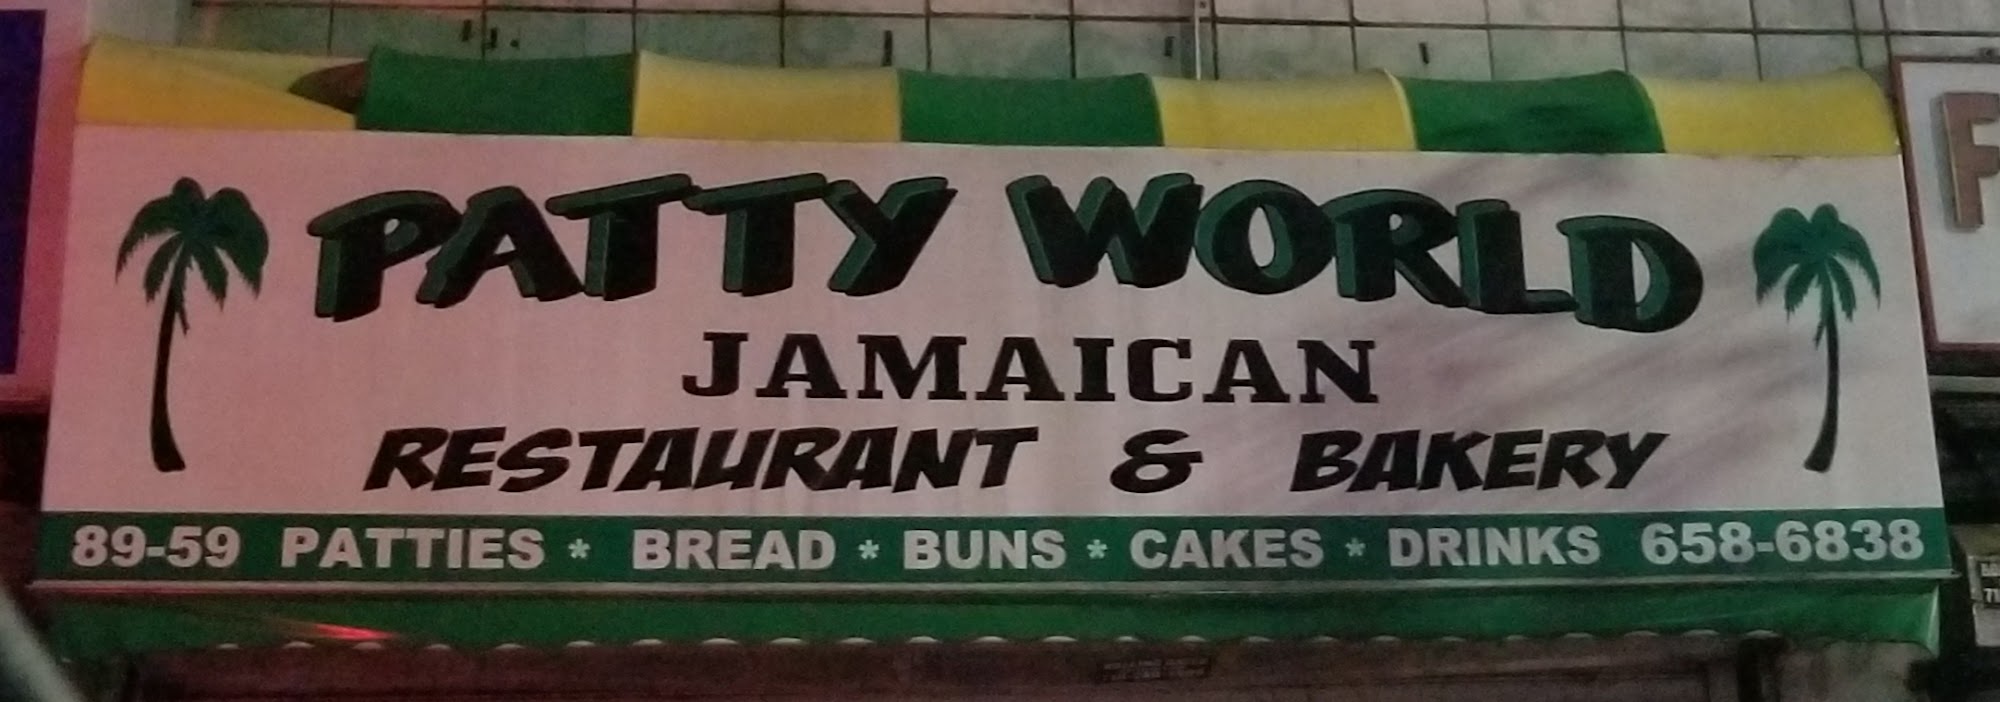 PATTY WORLD
JAMAICAN
RESTAURANT & BAKERY
89-59 PATTIES * BREAD * BUNS * CAKES * DRINKS 658-6838
F